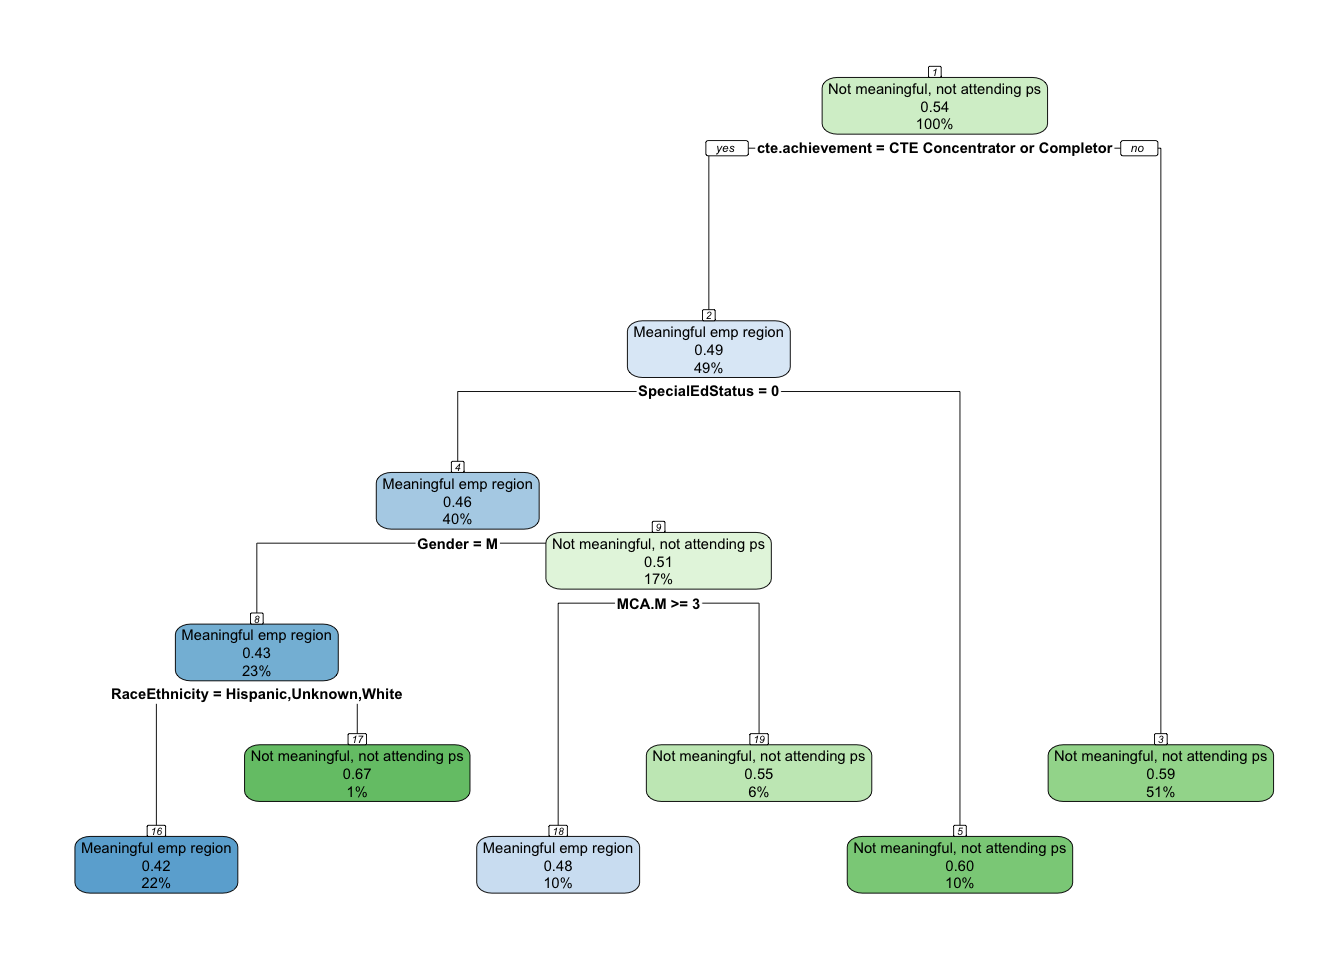 1
Not meaningful, not attending ps
0.54
100%
yes
cte.achievement = CTE Concentrator or Completor
no
2
Meaningful emp region
0.49
49%
SpecialEdStatus = 0
4
Meaningful emp region
0.46
40%
Gender = M
9
Not meaningful, not attending ps
0.51
17%
MCA.M >= 3
8
Meaningful emp region
0.43
23%
RaceEthnicity = Hispanic,Unknown,White
17
Not meaningful, not attending ps
0.67
1%
19
Not meaningful, not attending ps
0.55
6%
3
Not meaningful, not attending ps
0.59
51%
16
Meaningful emp region
0.42
22%
18
Meaningful emp region
0.48
10%
5
Not meaningful, not attending ps
0.60
10%